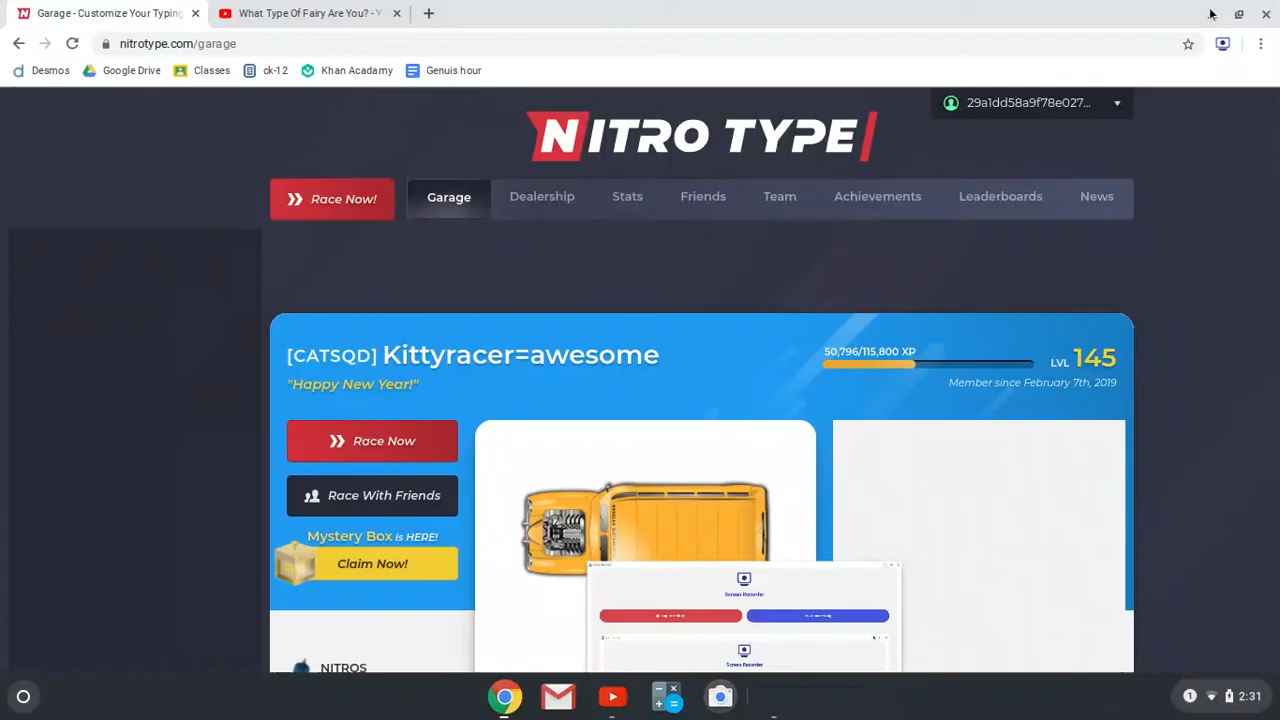 Garage - Customize Your Typing
What Type Of Fairy Are You? - Y
nitrotype.com/garage
Desmos
Google Drive
Classes
ck-12
Khan Acadamy
Genuis hour
29a1dd58a9f78e027...
NITRO TYPE
Race Now!
Garage
Dealership
Stats
Friends
Team
Achievements
Leaderboards
News
[CATSQD] Kittyracer=awesome
50,796/115,800 XP
LVL 145
"Happy New Year!"
Member since February 7th, 2019
Race Now
Race With Friends
Mystery Box is HERE!
Claim Now!
Screen Recorder
Screen Recorder
NITROS
1
2:31